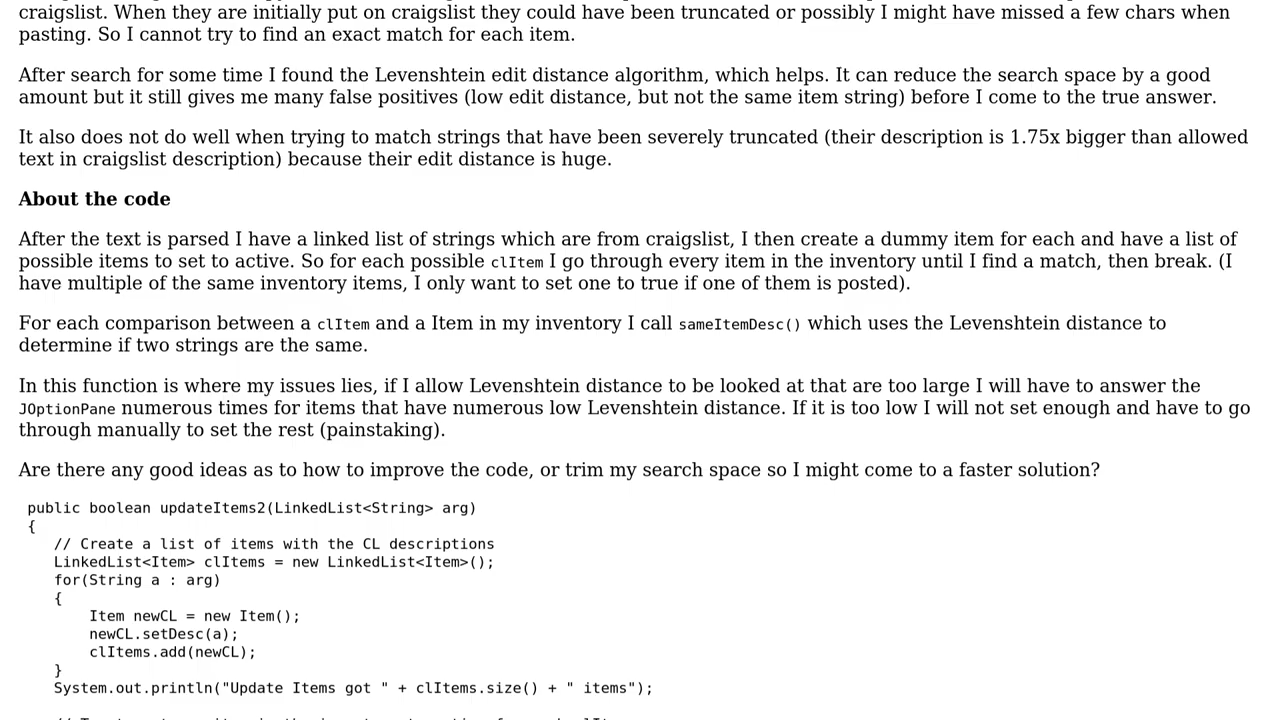 craigslist. When they are initially put on craigslist they could have been truncated or possibly I might have missed a few chars when
pasting. So I cannot try to find an exact match for each item.
After search for some time I found the Levenshtein edit distance algorithm, which helps. It can reduce the search space by a good
amount but it still gives me many false positives (low edit distance, but not the same item string) before I come to the true answer.
It also does not do well when trying to match strings that have been severely truncated (their description is 1.75x bigger than allowed
text in craigslist description) because their edit distance is huge.
About the code
After the text is parsed I have a linked list of strings which are from craigslist, I then create a dummy item for each and have a list of
possible items to set to active. So for each possible clItem I go through every item in the inventory until I find a match, then break. (I
have multiple of the same inventory items, I only want to set one to true if one of them is posted).
For each comparison between a clItem and a Item in my inventory I call sameItemDesc() which uses the Levenshtein distance to
determine if two strings are the same.
In this function is where my issues lies, if I allow Levenshtein distance to be looked at that are too large I will have to answer the
JOptionPane numerous times for items that have numerous low Levenshtein distance. If it is too low I will not set enough and have to go
through manually to set the rest (painstaking).
Are there any good ideas as to how to improve the code, or trim my search space so I might come to a faster solution?
public boolean updateItems2(LinkedList<String> arg)
{
// Create a list of items with the CL descriptions
LinkedList<Item> clItems = new LinkedList<Item>();
for(String a : arg)
{
Item newCL = new Item();
newCL.setDesc(a);
clItems.add(newCL);
}
System.out.println("Update Items got " + clItems.size() + " items");